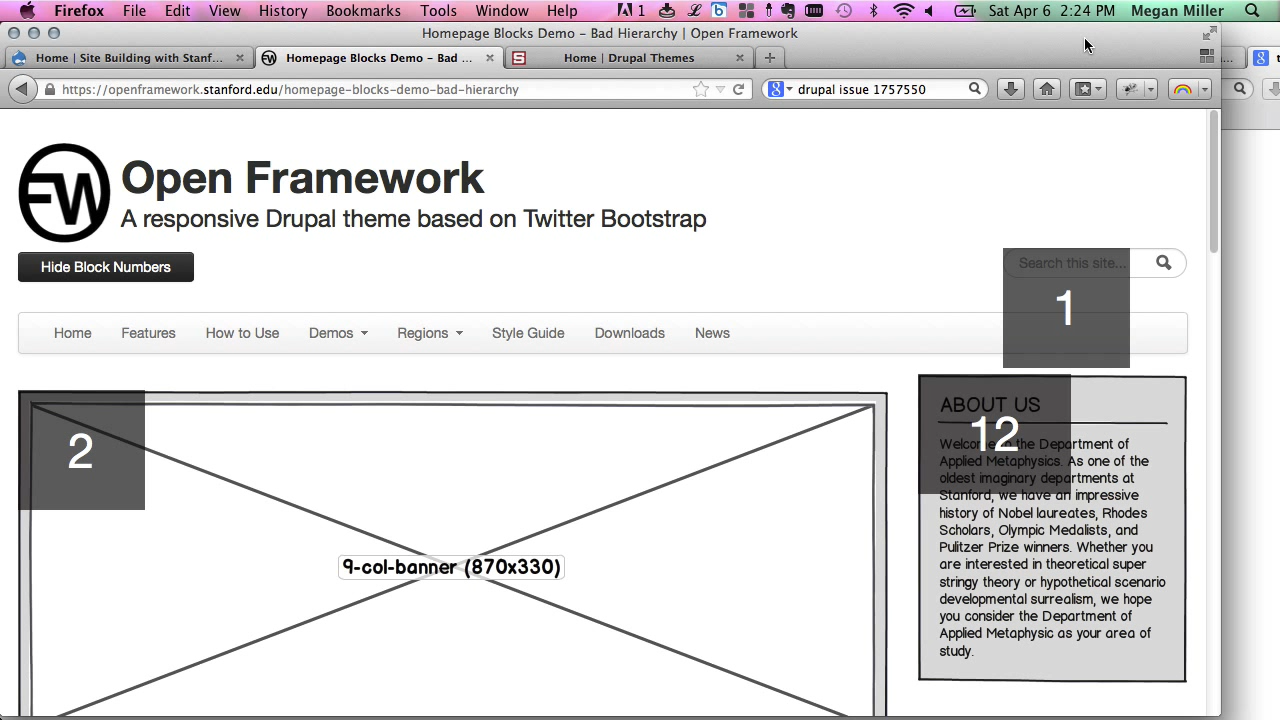 Firefox File Edit View History Bookmarks Tools Window Help 1 Sat Apr 6 2:24 PM Megan Miller
Homepage Blocks Demo – Bad Hierarchy | Open Framework
Home | Site Building with Stanf... Homepage Blocks Demo – Bad ... Home | Drupal Themes
https://openframework.stanford.edu/homepage-blocks-demo-bad-hierarchy drupal issue 1757550
Open Framework
A responsive Drupal theme based on Twitter Bootstrap
Hide Block Numbers
Search this site...
1
Home Features How to Use Demos Regions Style Guide Downloads News
2
9-col-banner (870x330)
12
ABOUT US
Welcome to the Department of
Applied Metaphysics. As one of the
oldest imaginary departments at
Stanford, we have an impressive
history of Nobel laureates, Rhodes
Scholars, Olympic Medalists, and
Pulitzer Prize winners. Whether you
are interested in theoretical super
stringy theory or hypothetical scenario
developmental surrealism, we hope
you consider the Department of
Applied Metaphysic as your area of
study.